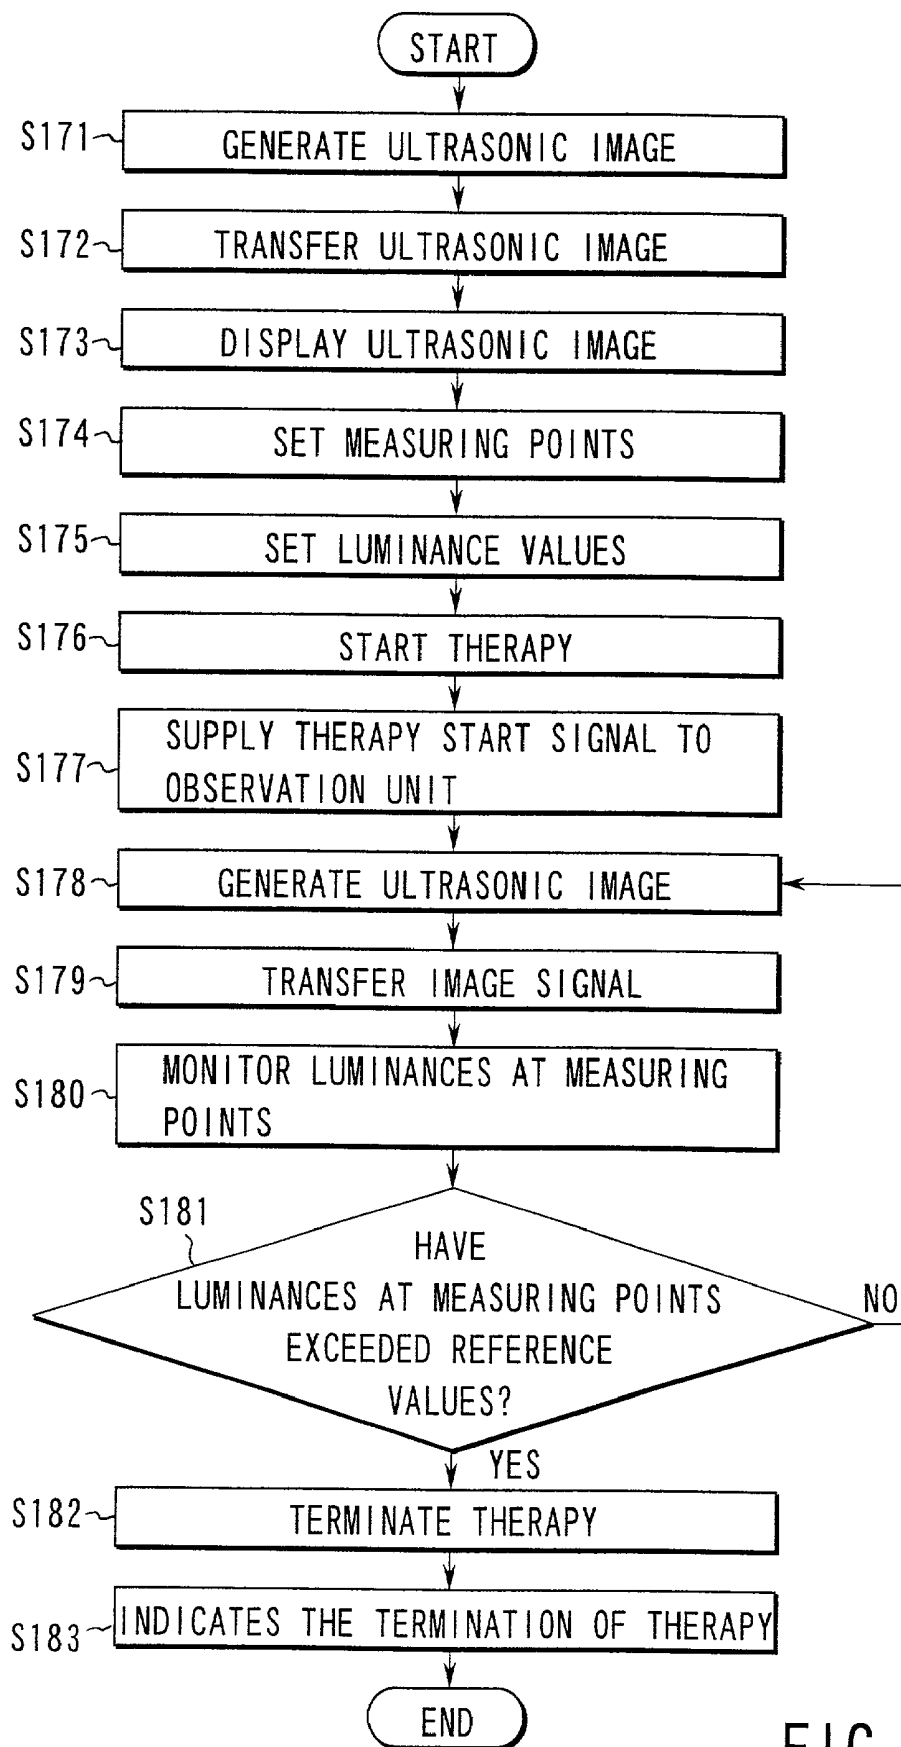 START
S171
GENERATE ULTRASONIC IMAGE
S172
TRANSFER ULTRASONIC IMAGE
S173
DISPLAY ULTRASONIC IMAGE
S174
SET MEASURING POINTS
S175
SET LUMINANCE VALUES
S176
START THERAPY
S177
SUPPLY THERAPY START SIGNAL TO
OBSERVATION UNIT
S178
GENERATE ULTRASONIC IMAGE
S179
TRANSFER IMAGE SIGNAL
S180
MONITOR LUMINANCES AT MEASURING
POINTS
S181
HAVE
LUMINANCES AT MEASURING POINTS
EXCEEDED REFERENCE
VALUES?
NO
YES
S182
TERMINATE THERAPY
S183
INDICATES THE TERMINATION OF THERAPY
END